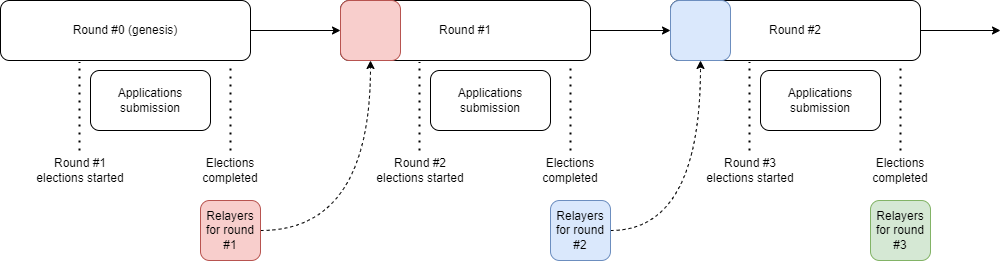 Round #0 (genesis)
Round #1
Round #2
Applications
submission
Applications
submission
Applications
submission
Round #1
elections started
Elections
completed
Round #2
elections started
Elections
completed
Round #3
elections started
Elections
completed
Relayers
for round
#1
Relayers
for round
#2
Relayers
for round
#3